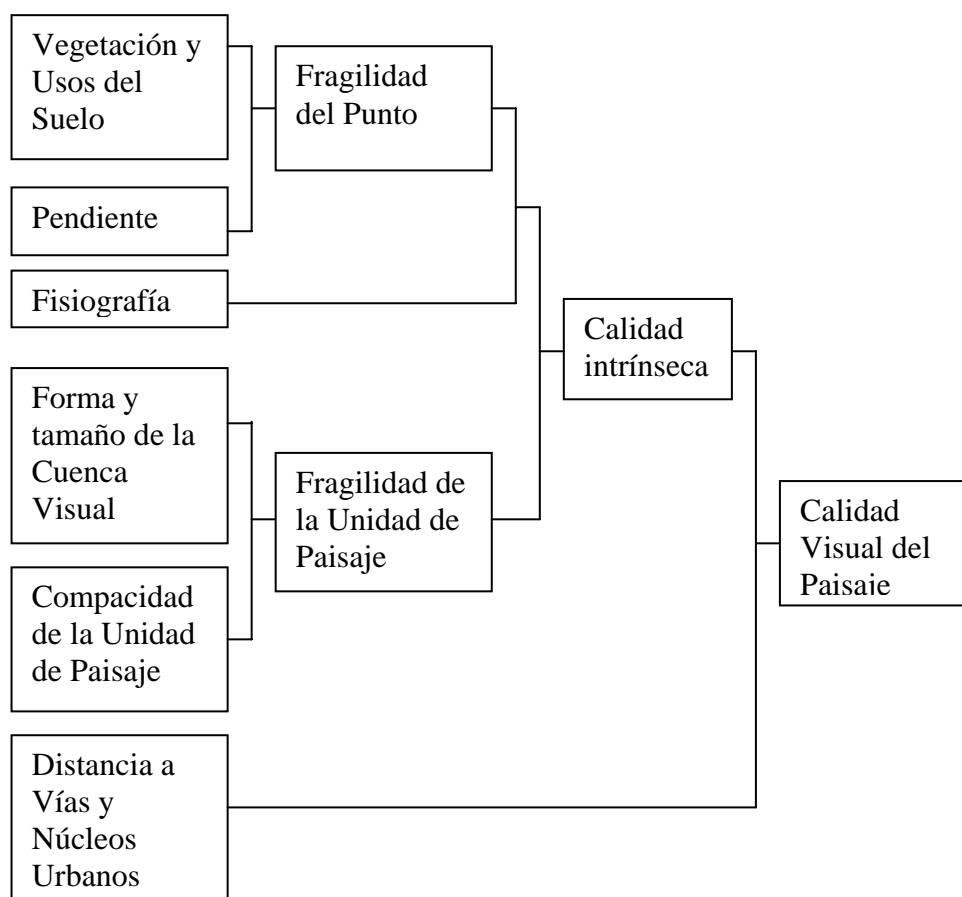 Vegetación y
Usos del
Suelo
Fragilidad
del Punto
Pendiente
Fisiografía
Calidad
intrínseca
Forma y
tamaño de la
Cuenca
Visual
Fragilidad de
la Unidad de
Paisaje
Calidad
Visual del
Paisaje
Compacidad
de la Unidad
de Paisaje
Distancia a
Vías y
Núcleos
Urbanos